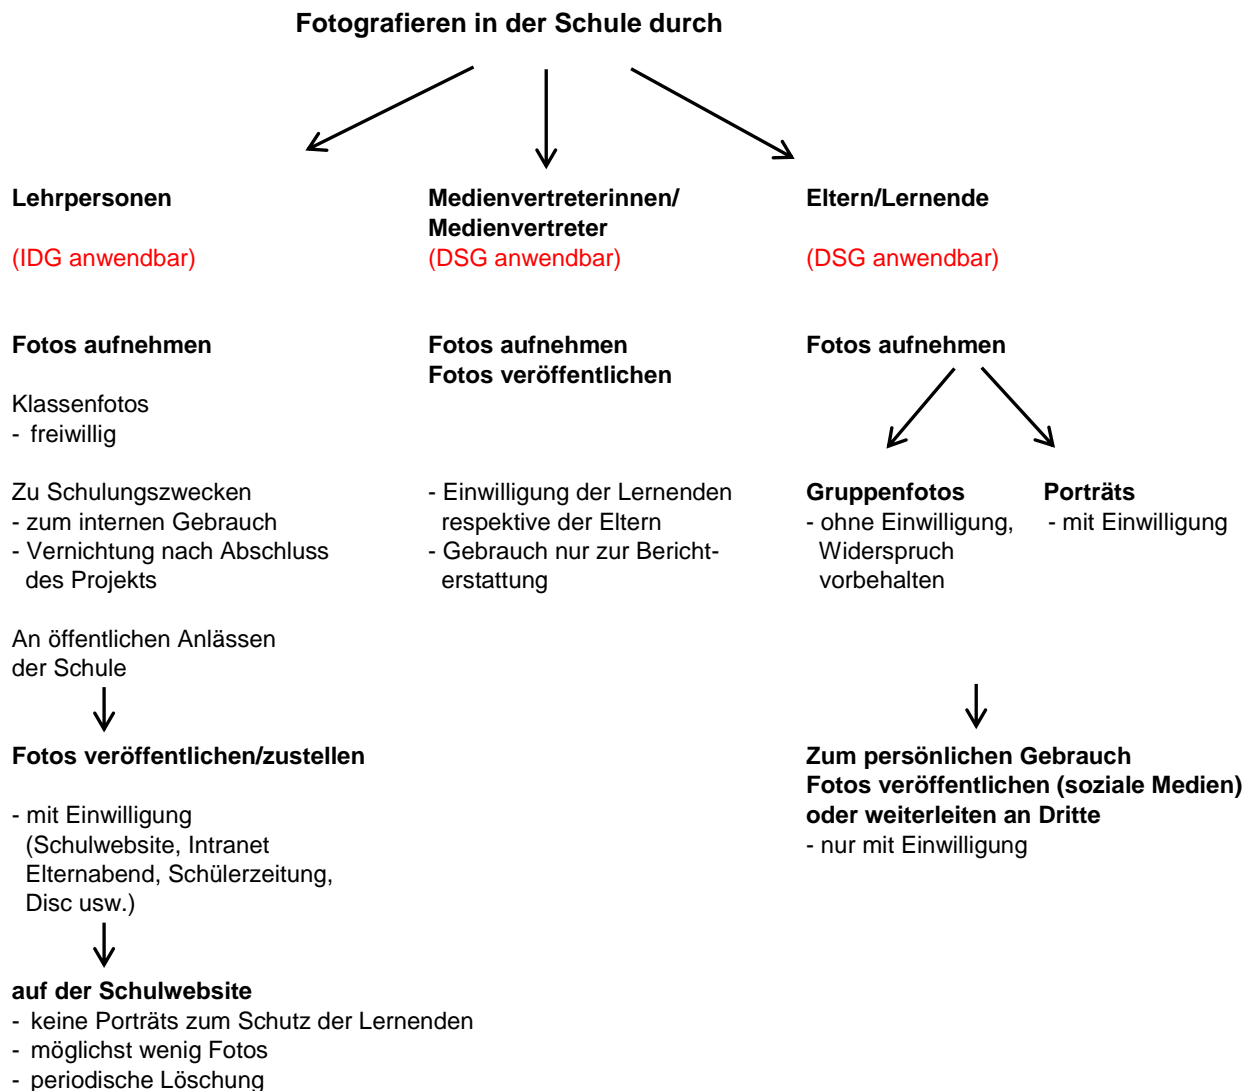 Fotografieren in der Schule durch
Lehrpersonen
(IDG anwendbar)
Fotos aufnehmen
Klassenfotos
- freiwillig
Zu Schulungszwecken
- zum internen Gebrauch
- Vernichtung nach Abschluss
des Projekts
An öffentlichen Anlässen
der Schule
Fotos veröffentlichen/zustellen
- mit Einwilligung
(Schulwebsite, Intranet
Elternabend, Schülerzeitung,
Disc usw.)
auf der Schulwebsite
- keine Porträts zum Schutz der Lernenden
- möglichst wenig Fotos
- periodische Löschung
Medienvertreterinnen/
Medienvertreter
(DSG anwendbar)
Fotos aufnehmen
Fotos veröffentlichen
- Einwilligung der Lernenden
respektive der Eltern
- Gebrauch nur zur Bericht-
erstattung
Eltern/Lernende
(DSG anwendbar)
Fotos aufnehmen
Gruppenfotos
- ohne Einwilligung,
Widerspruch
vorbehalten
Porträts
- mit Einwilligung
Zum persönlichen Gebrauch
Fotos veröffentlichen (soziale Medien)
oder weiterleiten an Dritte
- nur mit Einwilligung